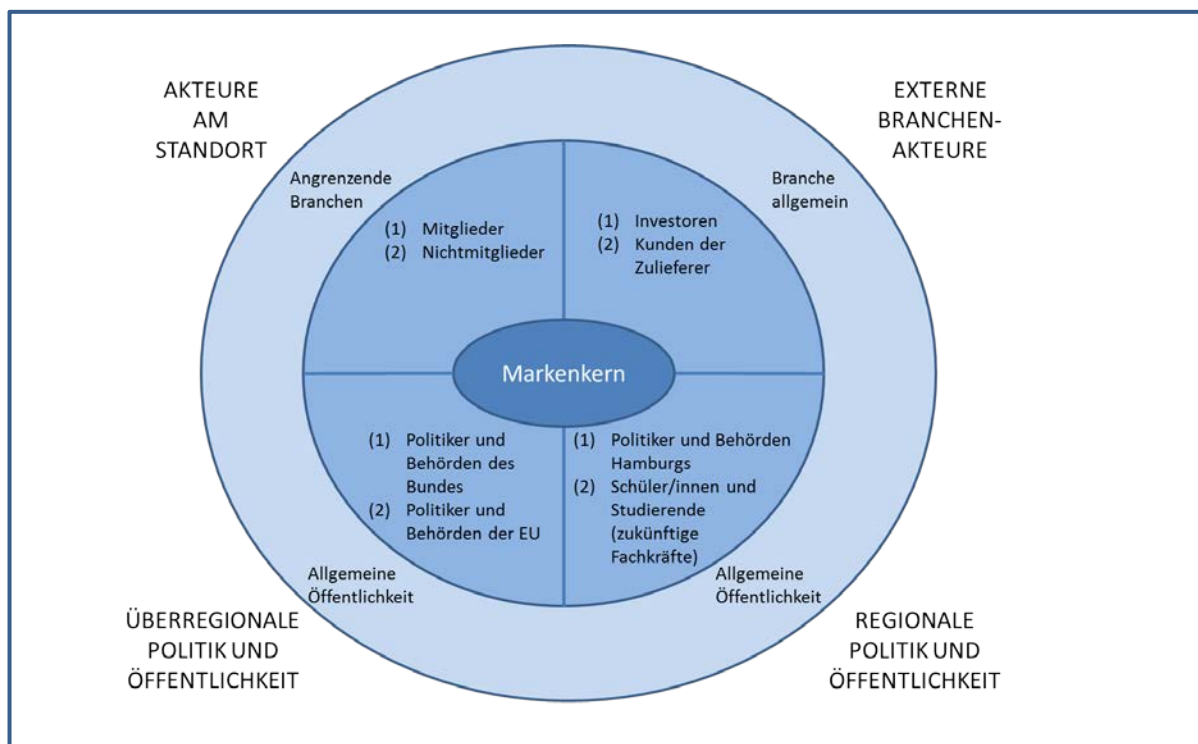 AKTEURE
AM
STANDORT
EXTERNE
BRANCHEN-
AKTEURE
Angrenzende
Branchen
Branche
allgemein
(1) Mitglieder
(2) Nichtmitglieder
(1) Investoren
(2) Kunden der
Zulieferer
Markenkern
(1) Politiker und
Behörden des
Bundes
(2) Politiker und
Behörden der EU
(1) Politiker und Behörden
Hamburgs
(2) Schüler/innen und
Studierende
(zukünftige
Fachkräfte)
Allgemeine
Öffentlichkeit
Allgemeine
Öffentlichkeit
ÜBERREGIONALE
POLITIK UND
ÖFFENTLICHKEIT
REGIONALE
POLITIK UND
ÖFFENTLICHKEIT